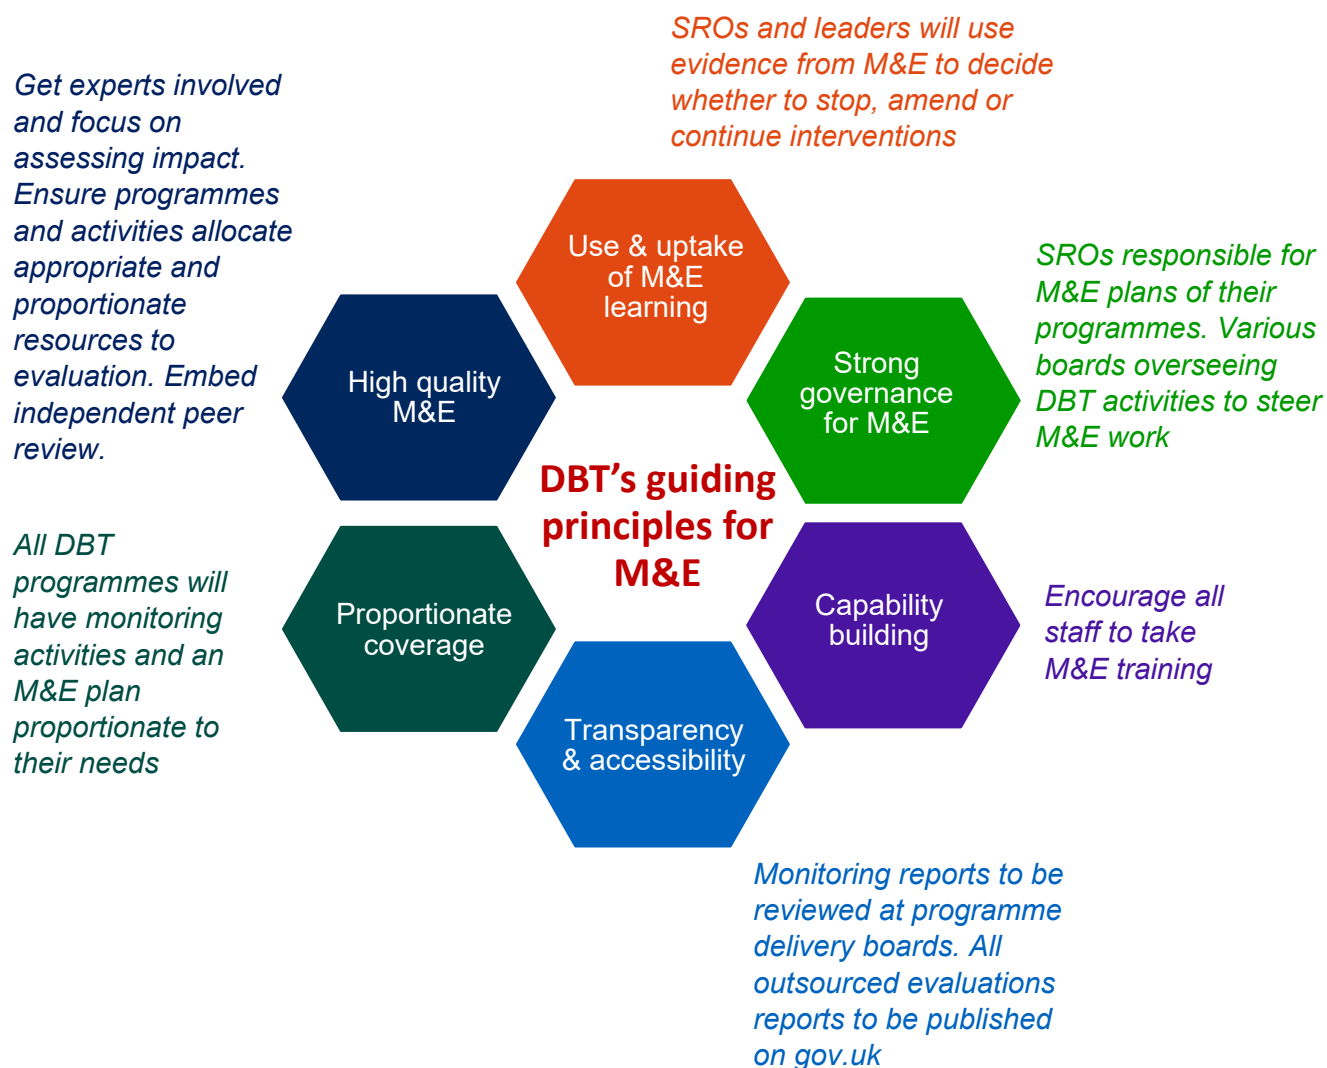 SROs and leaders will use
evidence from M&E to decide
whether to stop, amend or
continue interventions
Get experts involved
and focus on
assessing impact.
Ensure programmes
and activities allocate
appropriate and
proportionate
resources to
evaluation. Embed
independent peer
review.
Use & uptake
of M&E
learning
SROs responsible for
M&E plans of their
programmes. Various
boards overseeing
DBT activities to steer
M&E work
High quality
M&E
Strong
governance
for M&E
DBT’s guiding
principles for
M&E
All DBT
programmes will
have monitoring
activities and an
M&E plan
proportionate to
their needs
Proportionate
coverage
Capability
building
Encourage all
staff to take
M&E training
Transparency
& accessibility
Monitoring reports to be
reviewed at programme
delivery boards. All
outsourced evaluations
reports to be published
on gov.uk